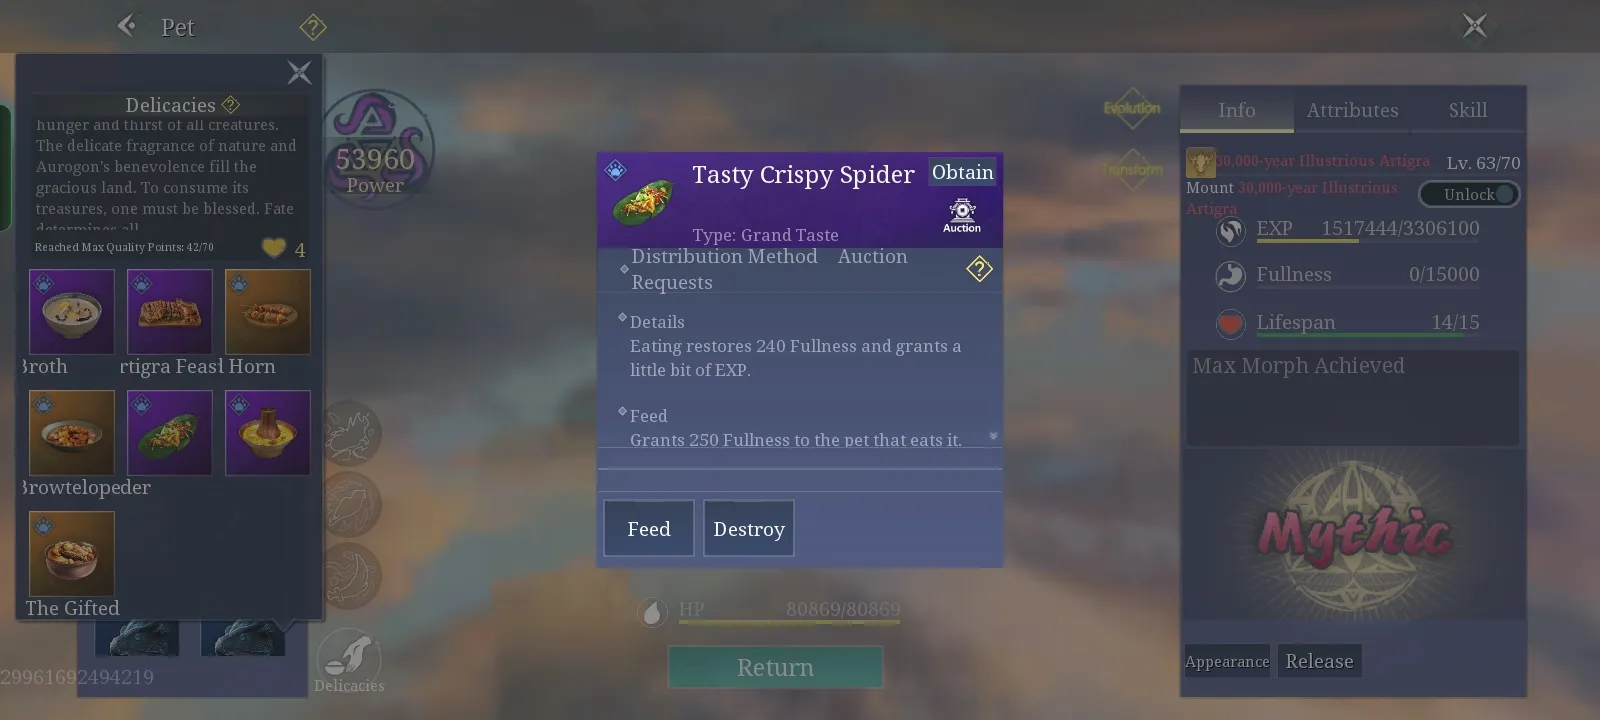 Pet
Delicacies
hunger and thirst of all creatures.
The delicate fragrance of nature and
Aurogon's benevolence fill the
gracious land. To consume its
treasures, one must be blessed. Fate
determines all
Reached Max Quality Points: 42/70
4
Broth
rtigra Feast
Horn
Browtelopeder
The Gifted
29961692494219
53960
Power
Delicacies
Tasty Crispy Spider
Obtain
Auction
Type: Grand Taste
Distribution Method Auction
Requests
Details
Eating restores 240 Fullness and grants a
little bit of EXP.
Feed
Grants 250 Fullness to the pet that eats it.
Feed
Destroy
HP 80869/80869
Return
Evolution
Transform
Info
Attributes
Skill
30,000-year Illustrious Artigra
Lv. 63/70
Mount 30,000-year Illustrious
Artigra
Unlock
EXP 1517444/3306100
Fullness 0/15000
Lifespan 14/15
Max Morph Achieved
Mythic
Appearance
Release